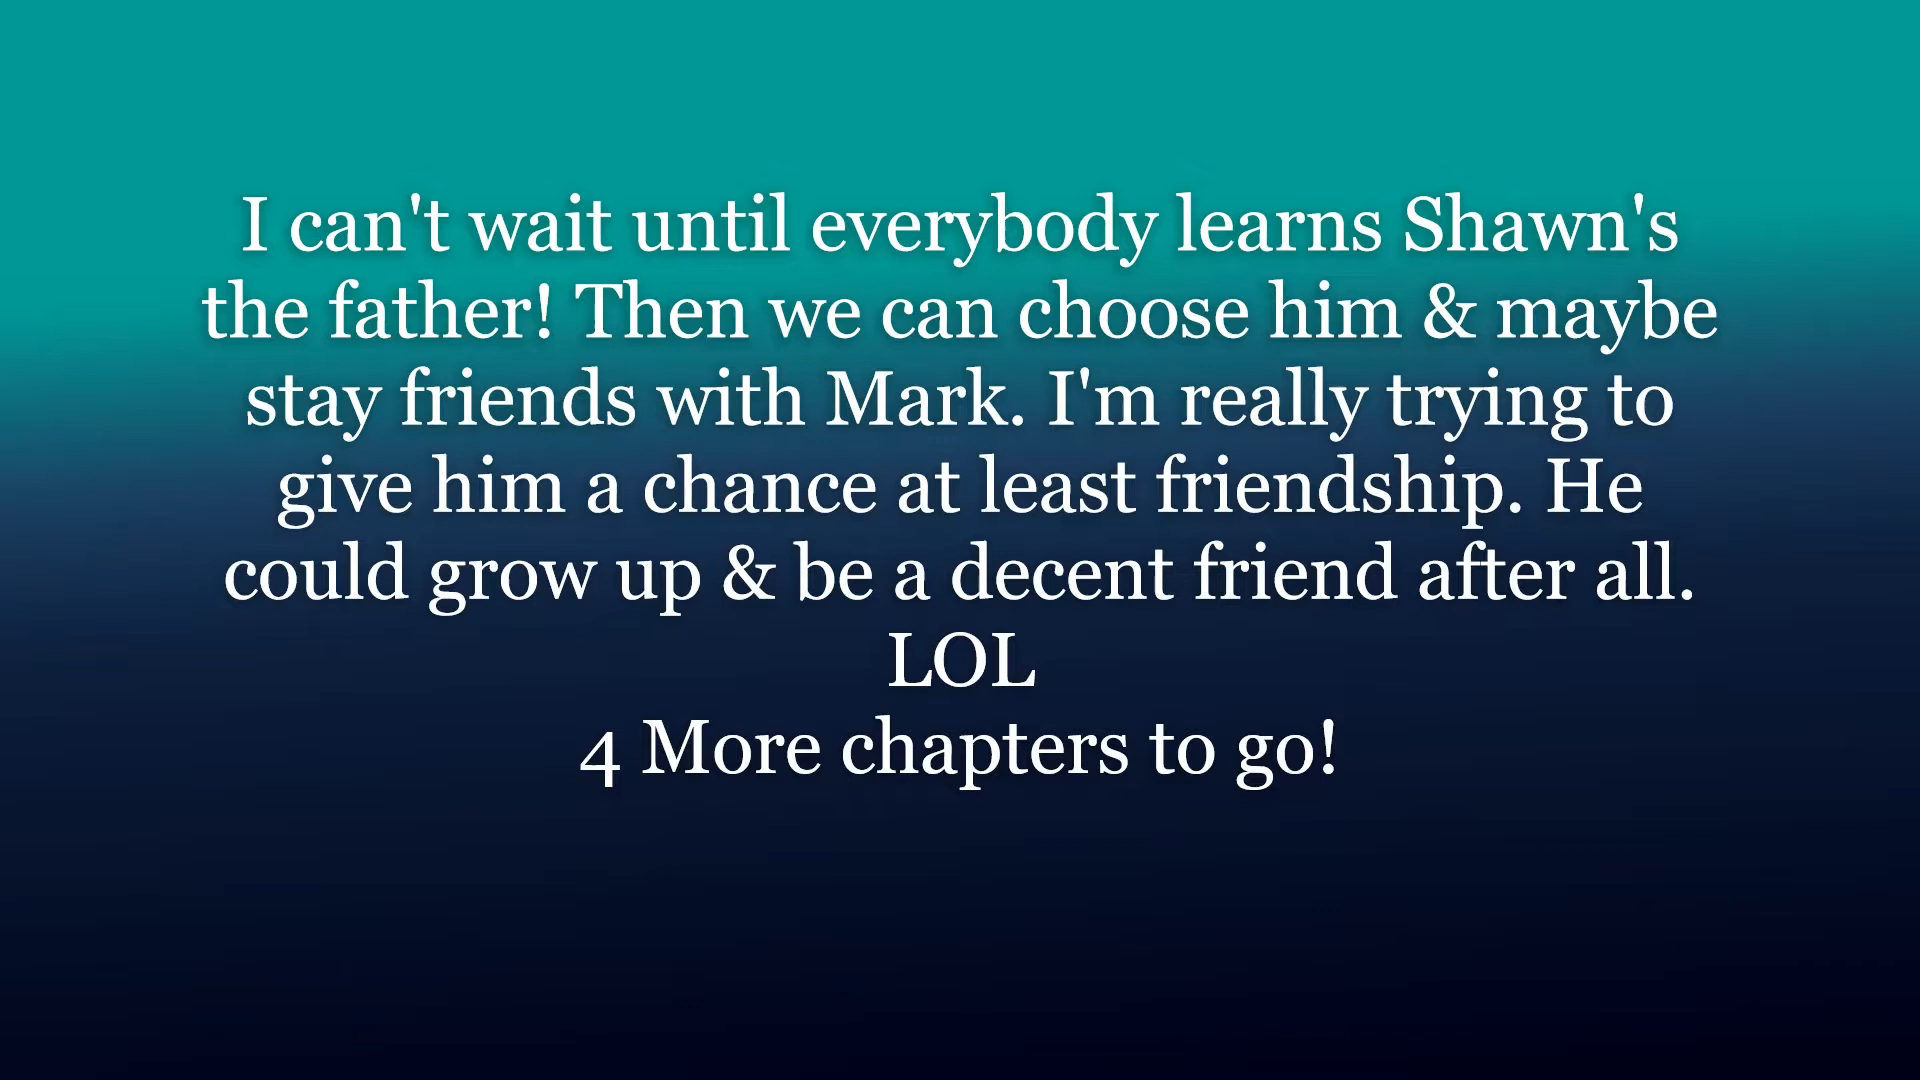 I can't wait until everybody learns Shawn's
the father! Then we can choose him & maybe
stay friends with Mark. I'm really trying to
give him a chance at least friendship. He
could grow up & be a decent friend after all.
LOL
4 More chapters to go!